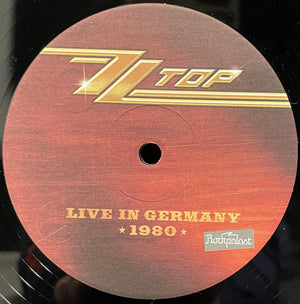 ZZ TOP
LIVE IN GERMANY
★1980★
Rockpalast